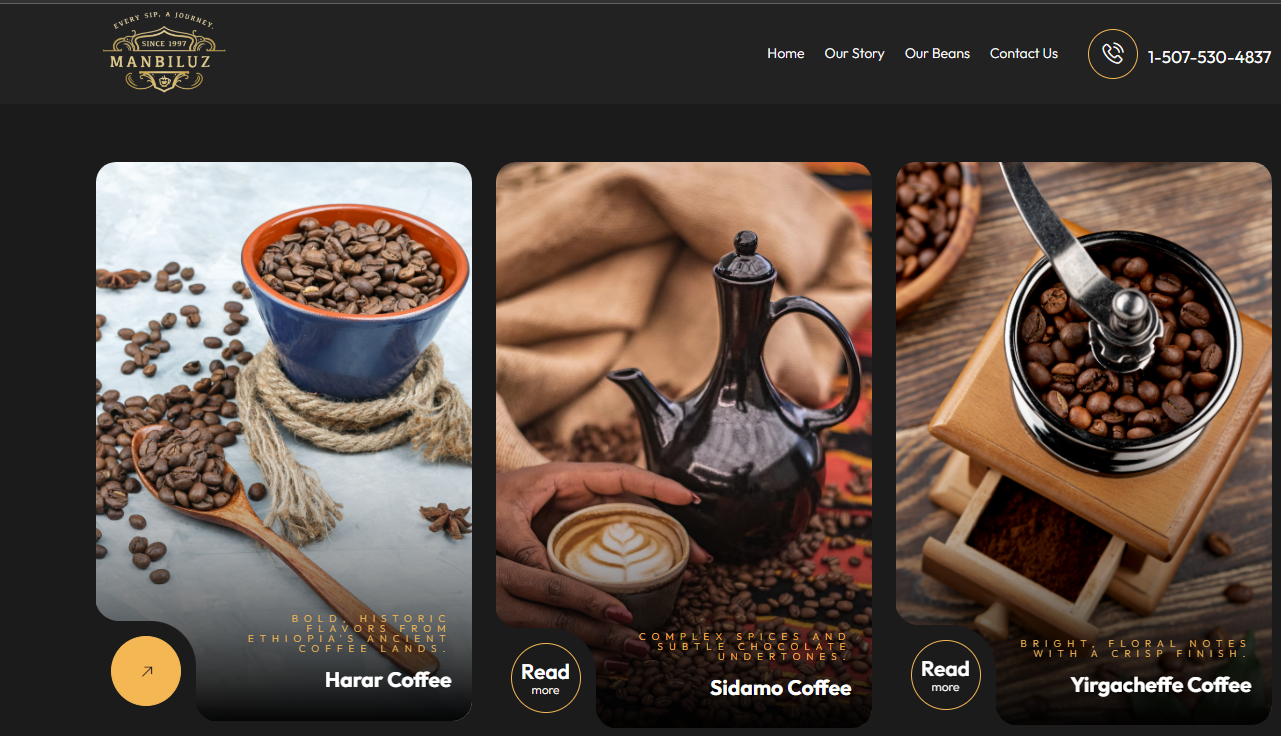 EVERY SIP, A JOURNEY.
SINCE 1997
MANBILUZ
Home Our Story Our Beans Contact Us 1-507-530-4837
BOLD, HISTORIC
FLAVORS FROM
ETHIOPIA'S ANCIENT
COFFEE LANDS.
Harar Coffee
COMPLEX SPICES AND
SUBTLE CHOCOLATE
UNDERTONES.
Read
more
Sidamo Coffee
BRIGHT, FLORAL NOTES
WITH A CRISP FINISH.
Read
more
Yirgacheffe Coffee